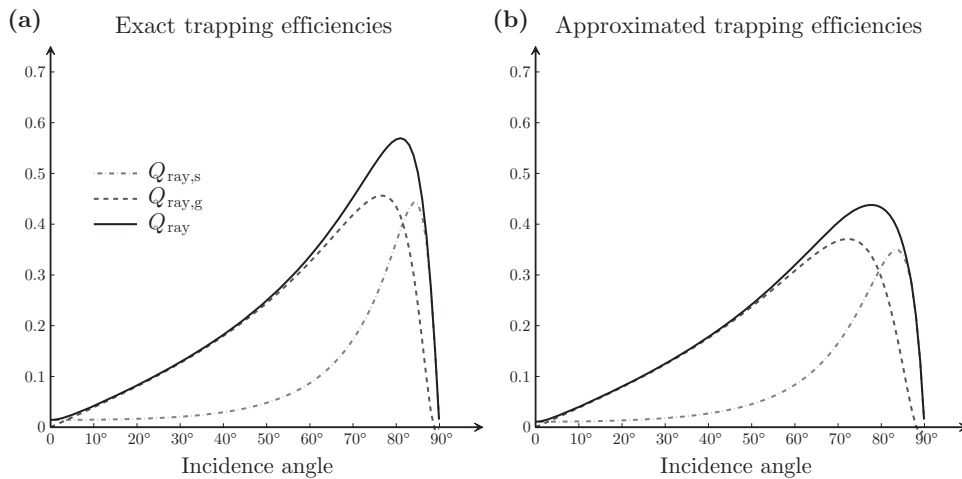 (a) Exact trapping efficiencies
0.7
0.6
0.5
0.4
0.3
0.2
0.1
0
Q ray,s
Q ray,g
Q ray
0 10° 20° 30° 40° 50° 60° 70° 80° 90°
Incidence angle
(b) Approximated trapping efficiencies
0.7
0.6
0.5
0.4
0.3
0.2
0.1
0
0 10° 20° 30° 40° 50° 60° 70° 80° 90°
Incidence angle